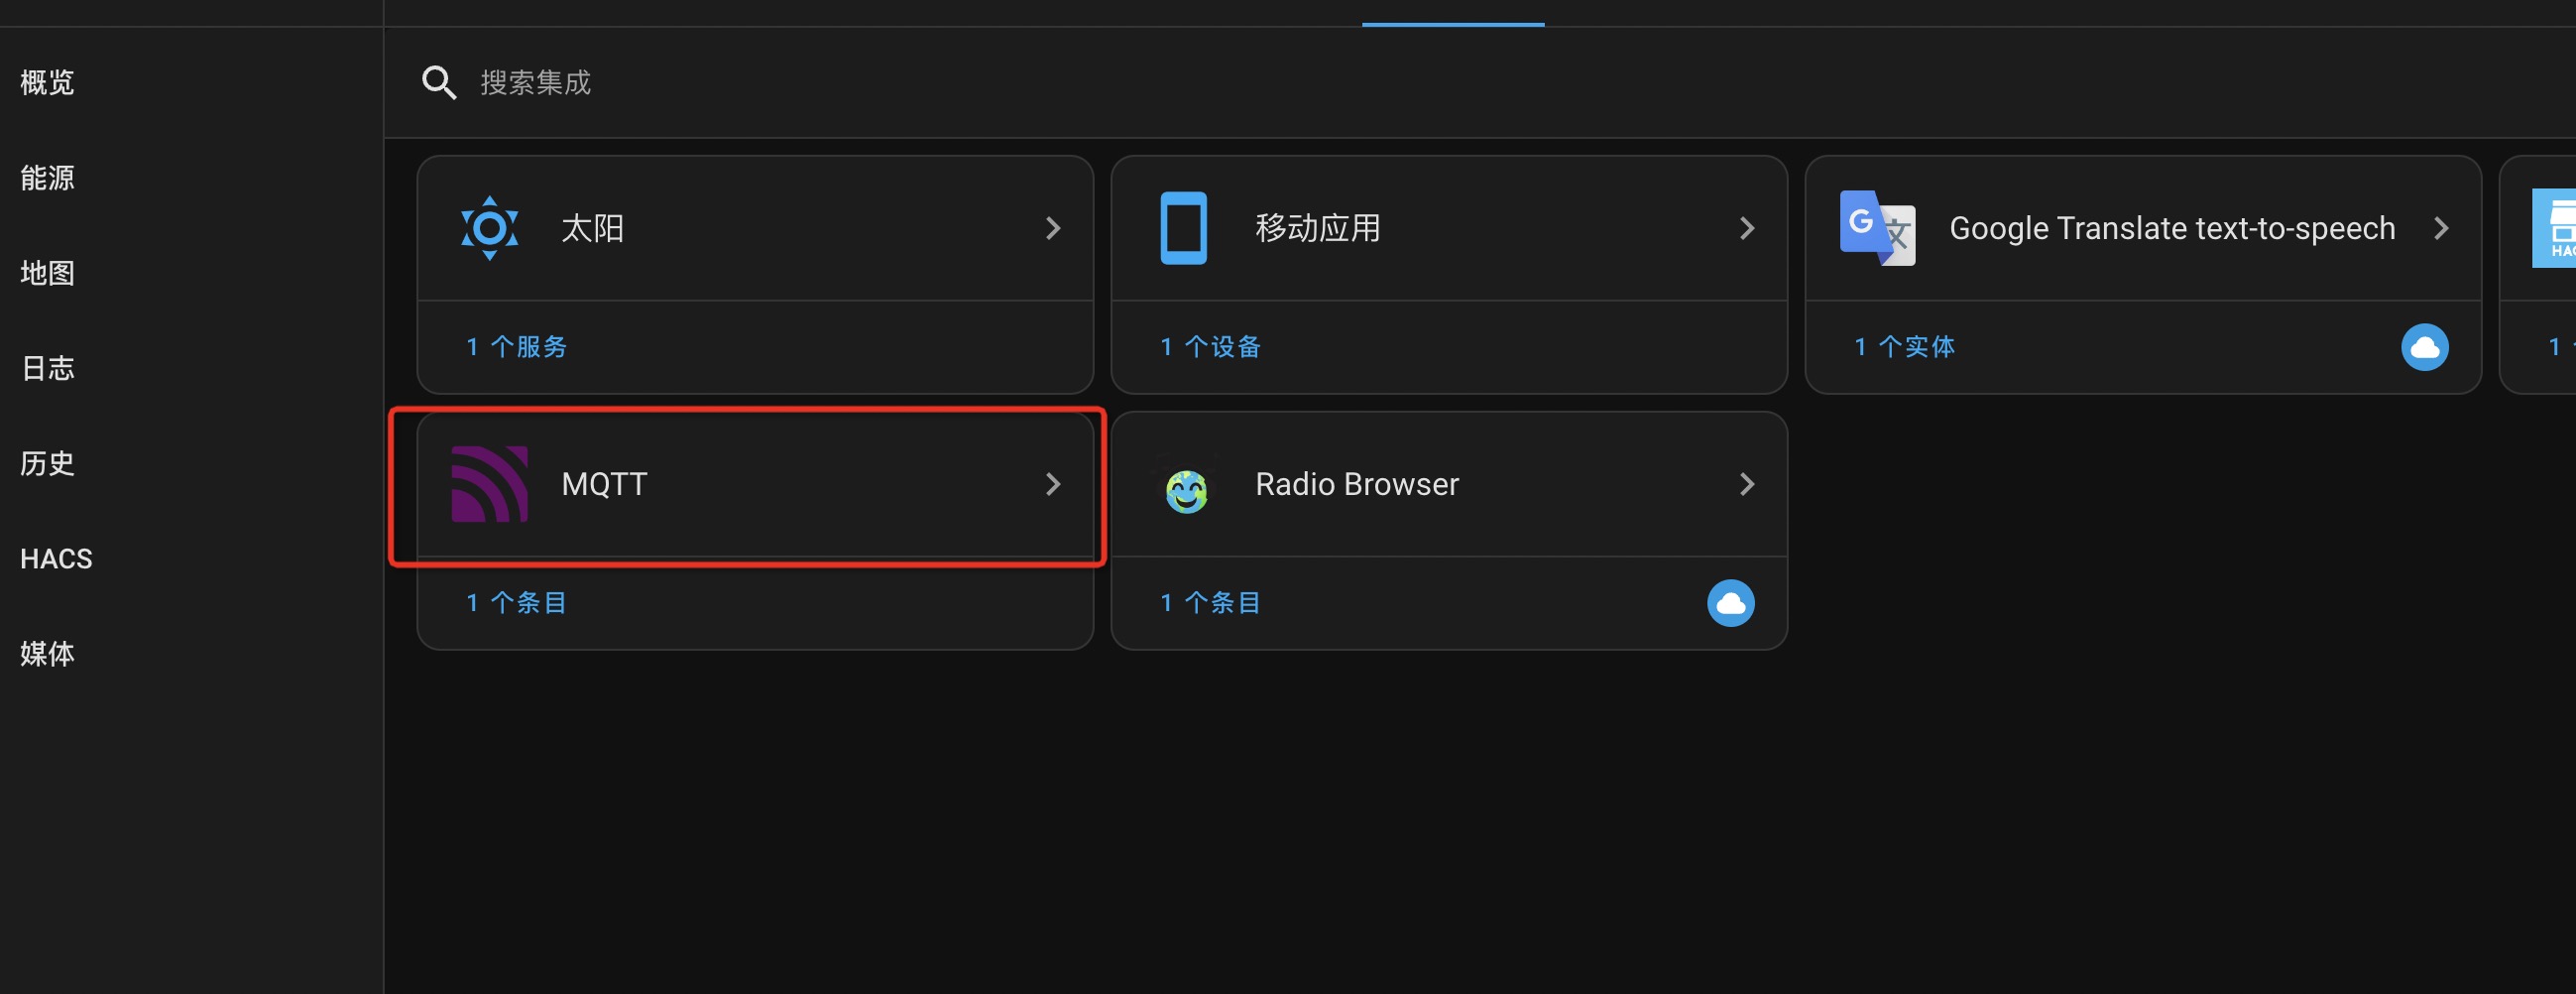 概览
能源
地图
日志
历史
HACS
媒体
搜索集成
太阳
1 个服务
移动应用
1 个设备
G 文
Google Translate text-to-speech
1 个实体
HAC
1
MQTT
1 个条目
Radio Browser
1 个条目